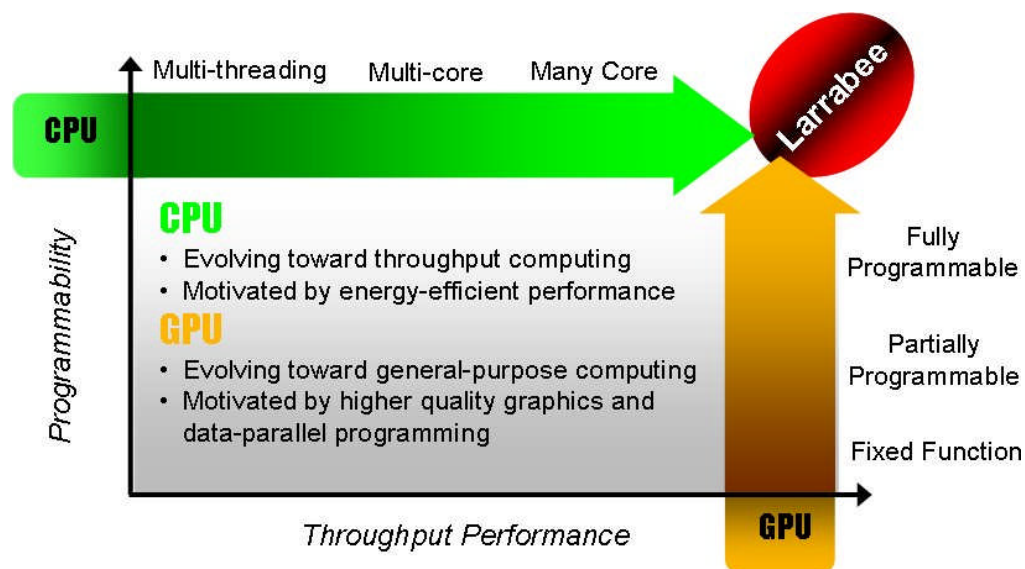 Multi-threading Multi-core Many Core
Larrabee
CPU
CPU
• Evolving toward throughput computing
• Motivated by energy-efficient performance
GPU
• Evolving toward general-purpose computing
• Motivated by higher quality graphics and
data-parallel programming
Programmability
Fully
Programmable
Partially
Programmable
Fixed Function
Throughput Performance
GPU